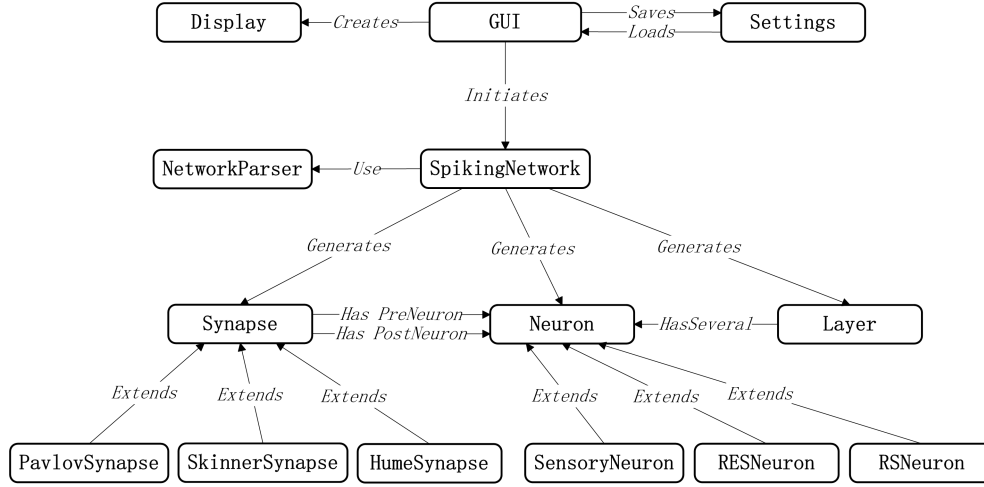 Display
Creates
GUI
Saves
Loads
Settings
Initiates
NetworkParser
Use
SpikingNetwork
Generates
Generates
Generates
Synapse
Has PreNeuron
Has PostNeuron
Neuron
HasSeveral
Layer
Extends
Extends
Extends
Extends
Extends
Extends
PavlovSynapse
SkinnerSynapse
HumeSynapse
SensoryNeuron
RESNeuron
RSNeuron